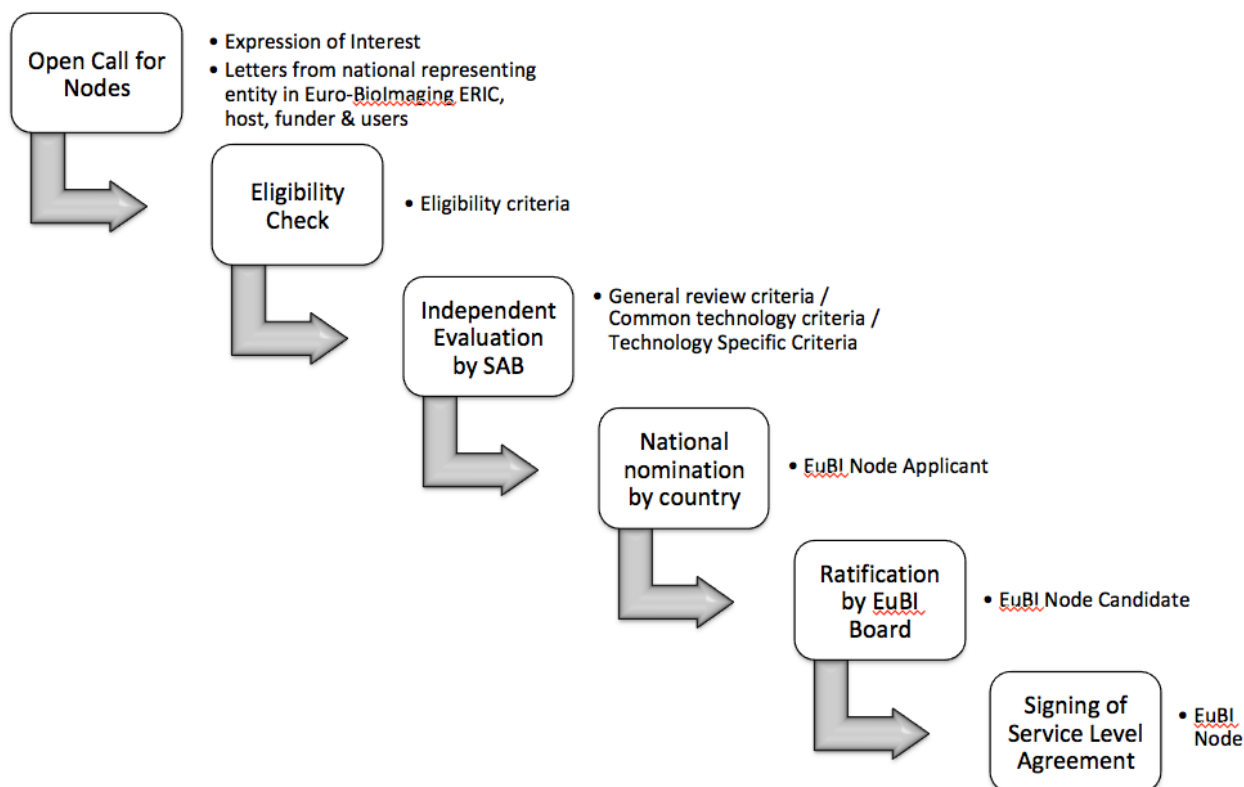 Open Call for
Nodes
• Expression of Interest
• Letters from national representing
entity in Euro-BioImaging ERIC,
host, funder & users
Eligibility
Check
• Eligibility criteria
Independent
Evaluation
by SAB
• General review criteria /
Common technology criteria /
Technology Specific Criteria
National
nomination
by country
• EuBI Node Applicant
Ratification
by EuBI
Board
• EuBI Node Candidate
Signing of
Service Level
Agreement
• EuBI
Node